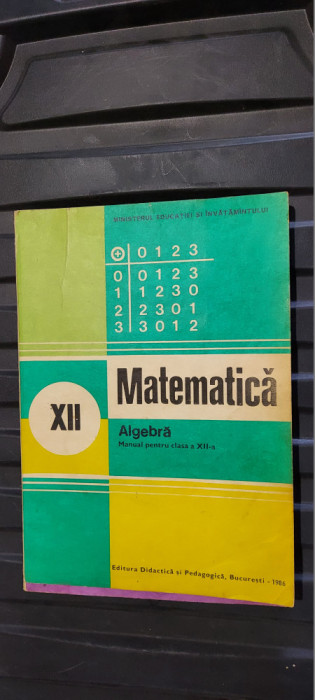 MINISTERUL EDUCAȚIEI ȘI ÎNVĂȚĂMÎNTULUI
⊕ 0 1 2 3
0 0 1 2 3
1 1 2 3 0
2 2 3 0 1
3 3 0 1 2
XII
Matematică
Algebră
Manual pentru clasa a XII-a
Editura Didactică și Pedagogică, București - 1986